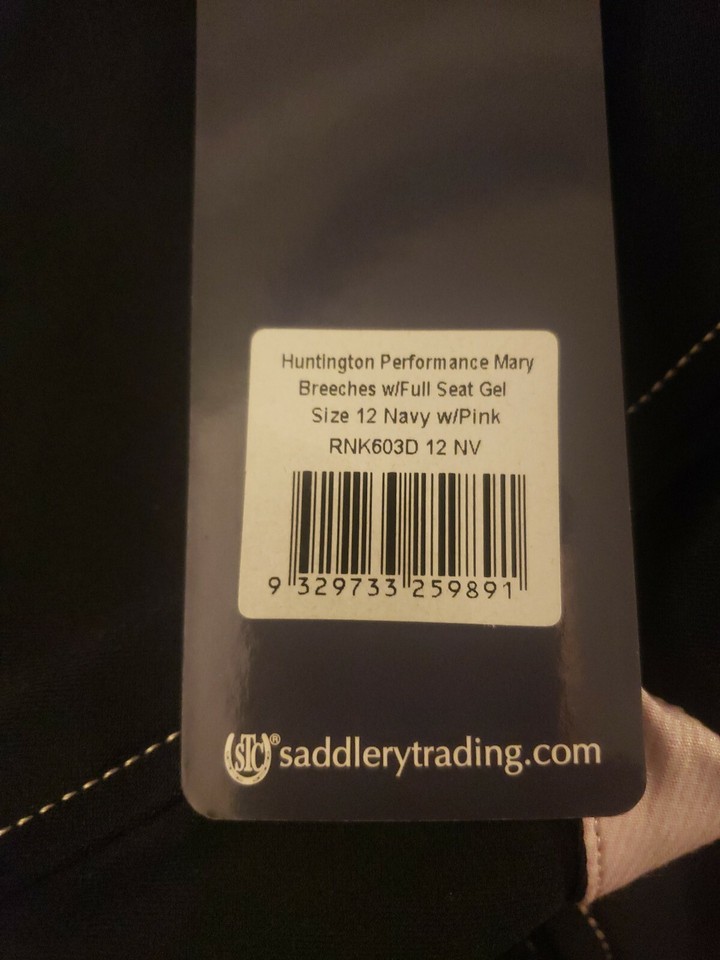 Huntington Performance Mary
Breeches w/Full Seat Gel
Size 12 Navy w/Pink
RNK603D 12 NV
9 329733 259891
STC® saddlerytrading.com